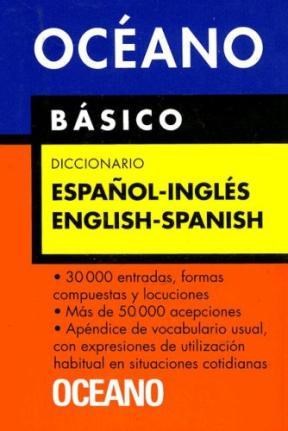 OCÉANO
BÁSICO
DICCIONARIO
ESPAÑOL-INGLÉS
ENGLISH-SPANISH
• 30 000 entradas, formas
compuestas y locuciones
• Más de 50 000 acepciones
• Apéndice de vocabulario usual,
con expresiones de utilización
habitual en situaciones cotidianas
OCEANO